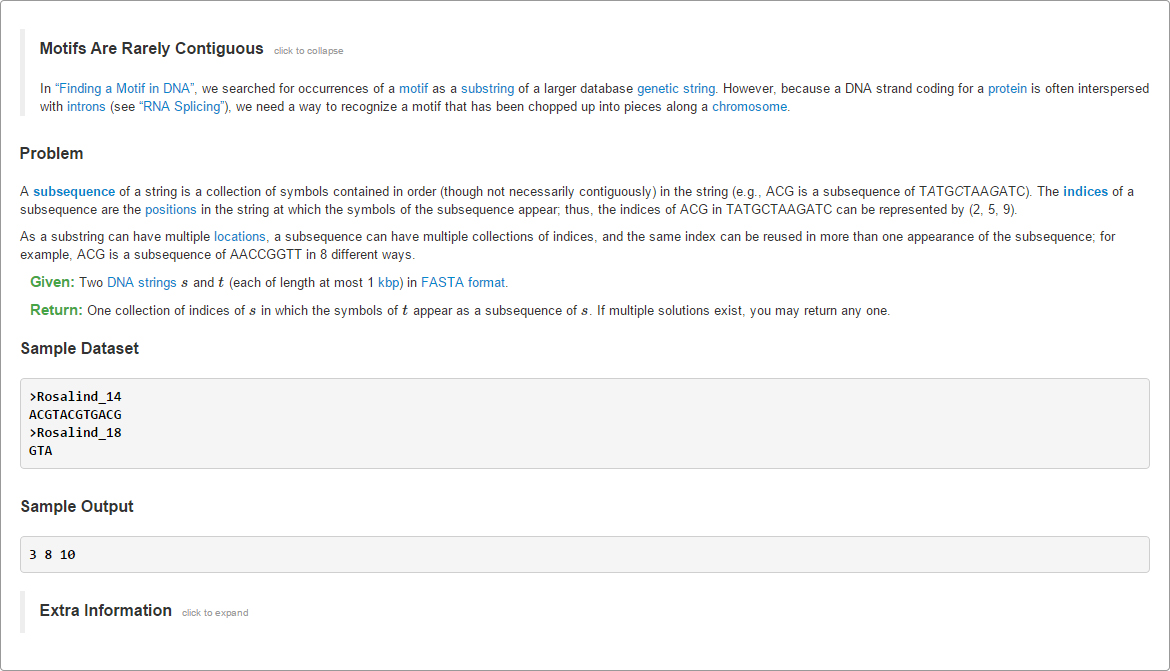 Motifs Are Rarely Contiguous click to collapse
In “Finding a Motif in DNA”, we searched for occurrences of a motif as a substring of a larger database genetic string. However, because a DNA strand coding for a protein is often interspersed
with introns (see “RNA Splicing”), we need a way to recognize a motif that has been chopped up into pieces along a chromosome.
Problem
A subsequence of a string is a collection of symbols contained in order (though not necessarily contiguously) in the string (e.g., ACG is a subsequence of TATGCTAAGATC). The indices of a
subsequence are the positions in the string at which the symbols of the subsequence appear; thus, the indices of ACG in TATGCTAAGATC can be represented by (2, 5, 9).
As a substring can have multiple locations, a subsequence can have multiple collections of indices, and the same index can be reused in more than one appearance of the subsequence; for
example, ACG is a subsequence of AACCGGTT in 8 different ways.
Given: Two DNA strings s and t (each of length at most 1 kbp) in FASTA format.
Return: One collection of indices of s in which the symbols of t appear as a subsequence of s. If multiple solutions exist, you may return any one.
Sample Dataset
>Rosalind_14
ACGTACGTGACG
>Rosalind_18
GTA
Sample Output
3 8 10
Extra Information click to expand